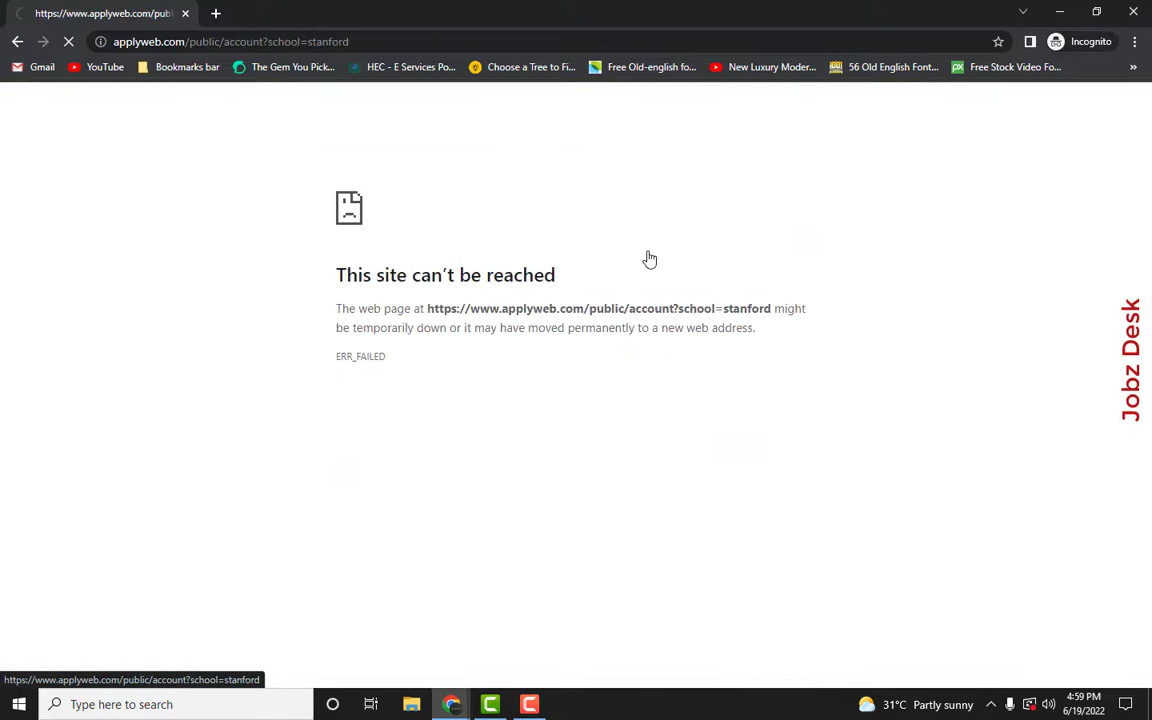 https://www.applyweb.com/pub
applyweb.com/public/account?school=stanford
Incognito
Gmail
YouTube
Bookmarks bar
The Gem You Pick...
HEC - E Services Po...
Choose a Tree to Fi...
Free Old-english fo...
New Luxury Moder...
56 Old English Font...
px
Free Stock Video Fo...
»
This site can't be reached
The web page at https://www.applyweb.com/public/account?school=stanford might
be temporarily down or it may have moved permanently to a new web address.
ERR_FAILED
Jobz Desk
https://www.applyweb.com/public/account?school=stanford
Type here to search
31°C Partly sunny
4:59 PM
6/19/2022